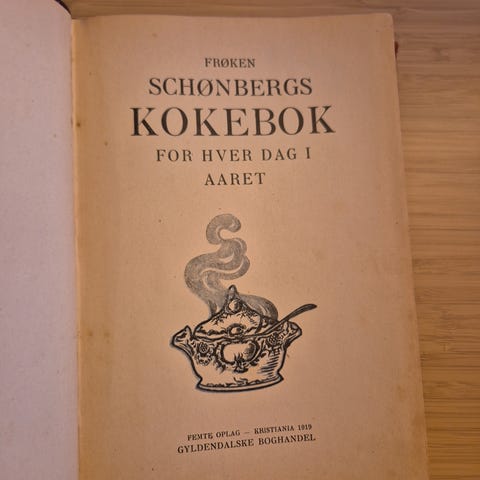 FRØKEN
SCHØNBERGS
KOKEBOK
FOR HVER DAG I
AARET
FEMTE OPLAG — KRISTIANIA 1919
GYLDENDALSKE BOGHANDEL